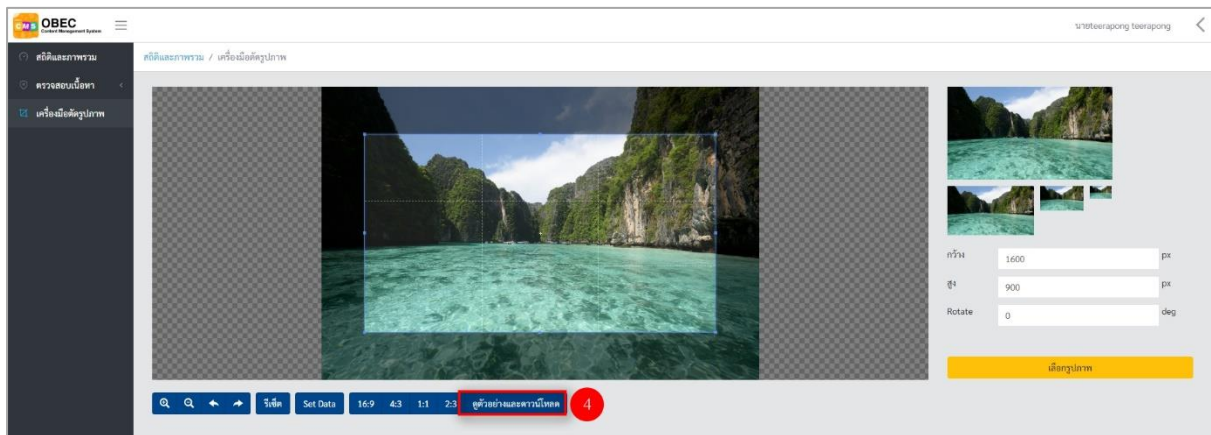 CMS OBEC
Content Management System
นายteerapong teerapong
สถิติและภาพรวม
ตรวจสอบเนื้อหา
เครื่องมือตัดรูปภาพ
สถิติและภาพรวม / เครื่องมือตัดรูปภาพ
กว้าง 1600 px
สูง 900 px
Rotate 0 deg
เลือกรูปภาพ
รีเซ็ต Set Data 16:9 4:3 1:1 2:3 ดูตัวอย่างและดาวน์โหลด 4